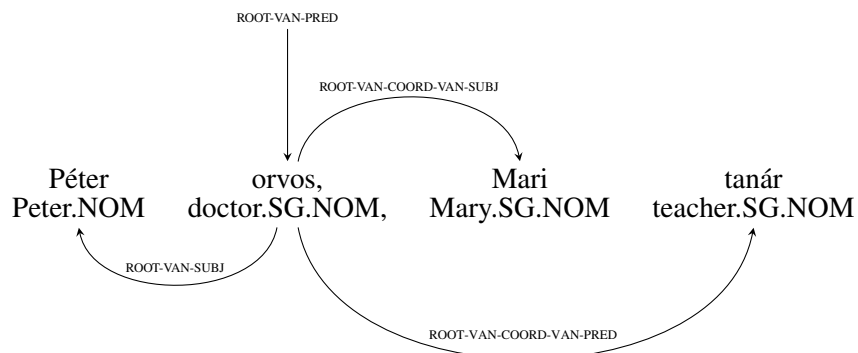 ROOT-VAN-PRED
ROOT-VAN-COORD-VAN-SUBJ
Péter orvos, Mari tanár
Peter.NOM doctor.SG.NOM, Mary.SG.NOM teacher.SG.NOM
ROOT-VAN-SUBJ
ROOT-VAN-COORD-VAN-PRED